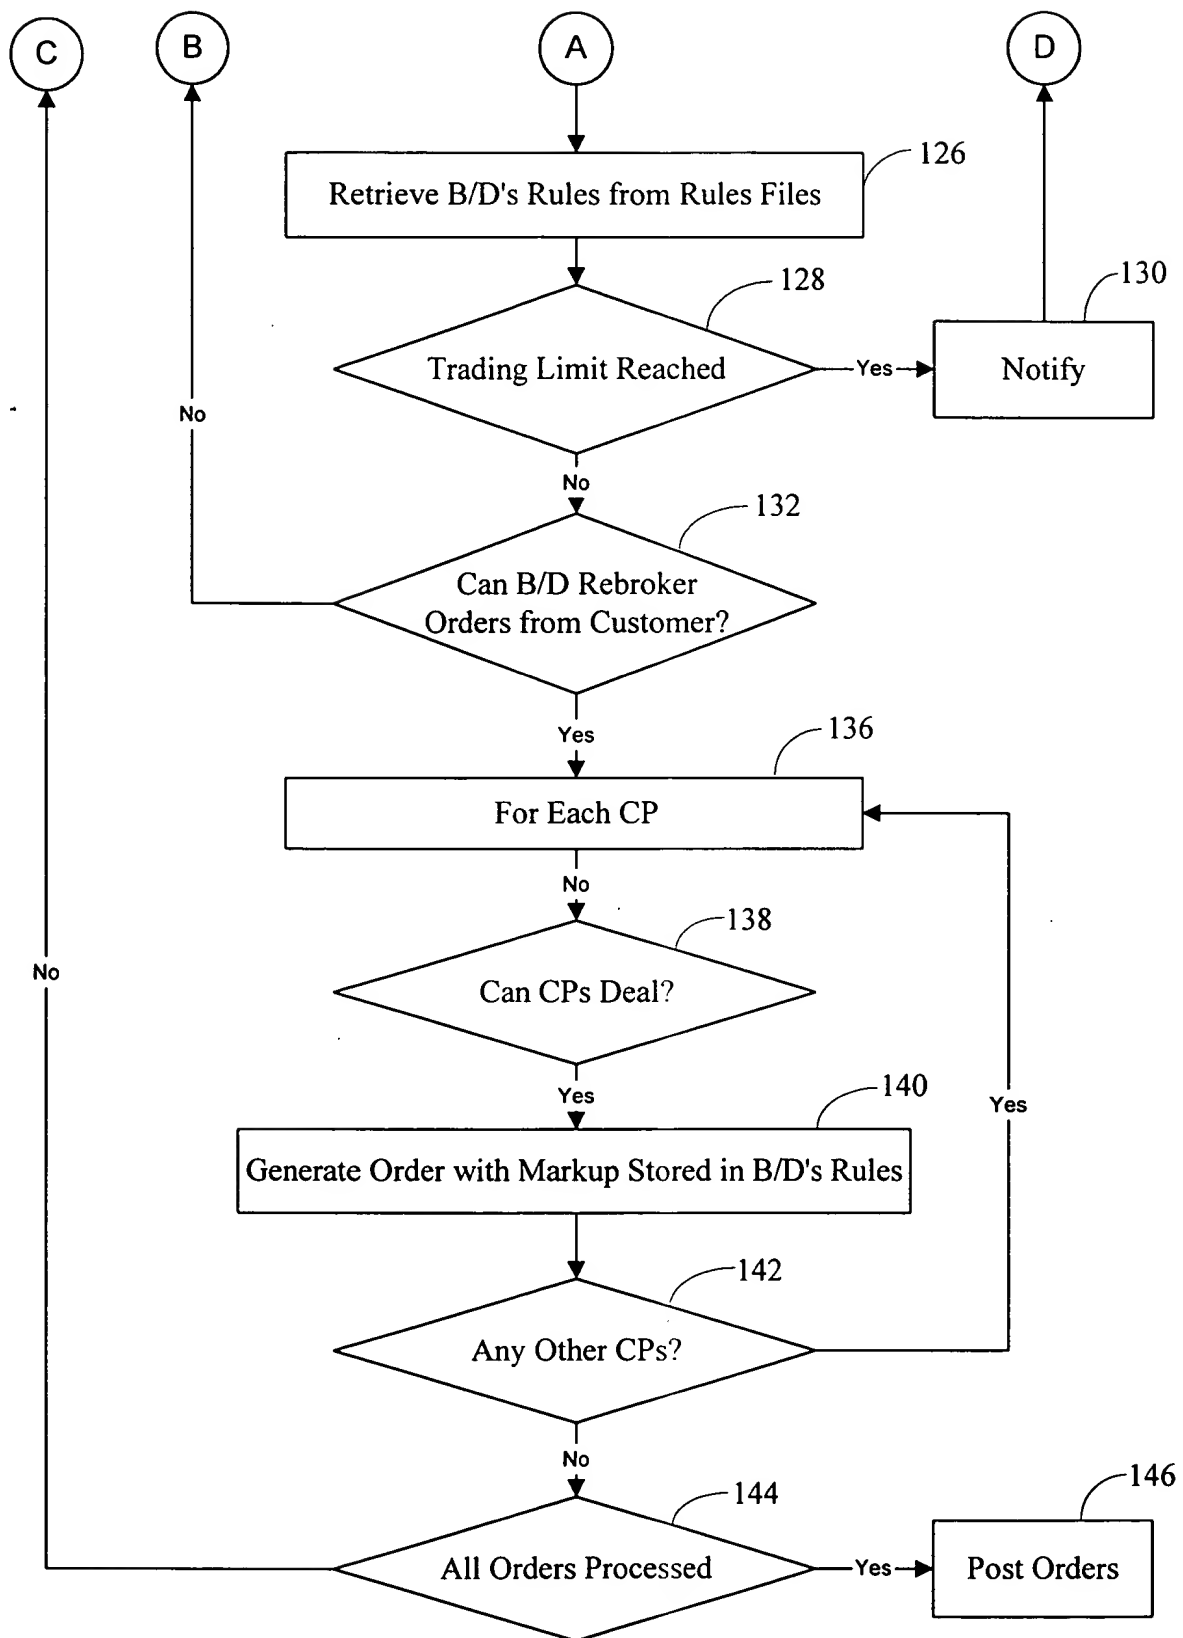 C
B
A
D
126
Retrieve B/D's Rules from Rules Files
128
130
Trading Limit Reached
Yes
Notify
No
No
132
Can B/D Rebroker
Orders from Customer?
Yes
136
For Each CP
No
138
No
Can CPs Deal?
Yes
140
Yes
Generate Order with Markup Stored in B/D's Rules
142
Any Other CPs?
No
144
146
All Orders Processed
Yes
Post Orders